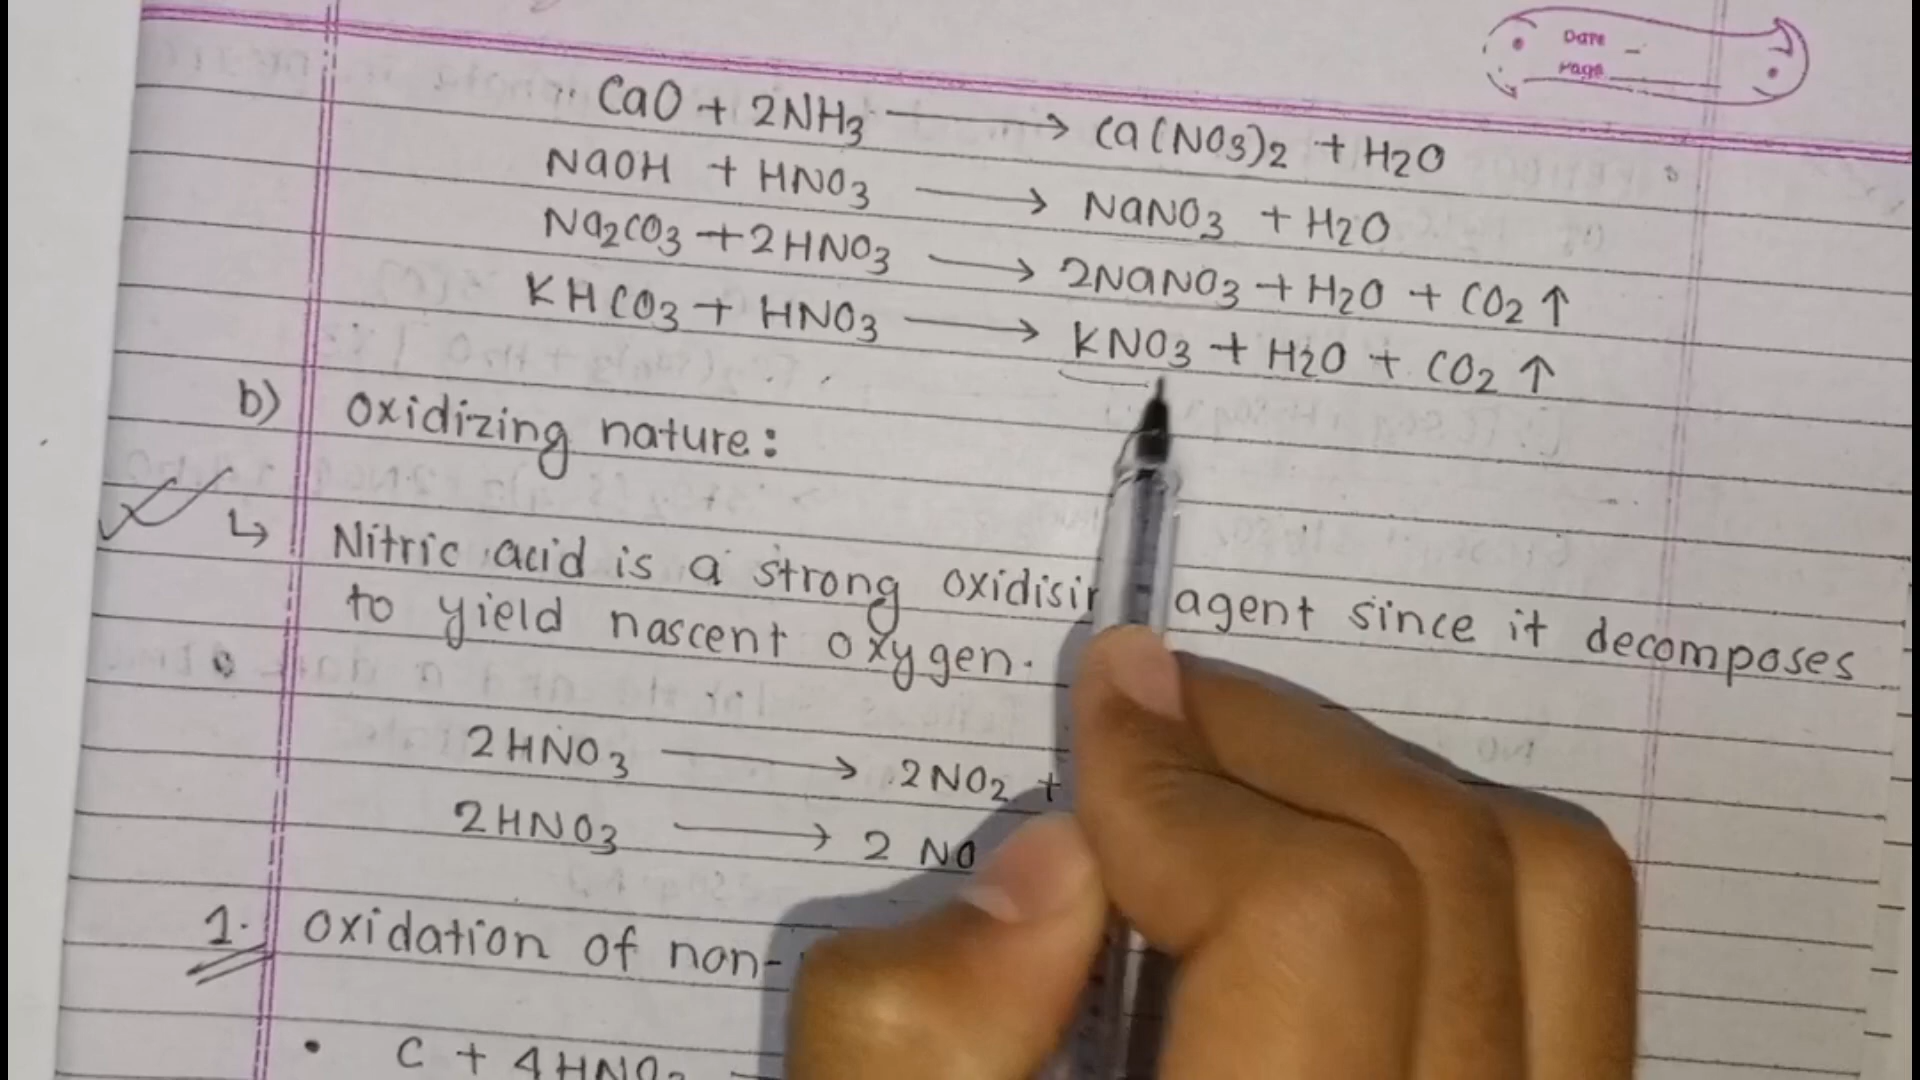 Date
Page
CaO + 2NH3 → Ca(NO3)2 + H2O
NaOH + HNO3 → NaNO3 + H2O
Na2CO3 + 2HNO3 → 2NaNO3 + H2O + CO2 ↑
KHCO3 + HNO3 → KNO3 + H2O + CO2 ↑
b) Oxidizing nature:
↳ Nitric acid is a strong oxidisin agent since it decomposes
to yield nascent oxygen.
2HNO3 → 2NO2 +
2HNO3 → 2 NO
1. Oxidation of non-
• C + 4HNO3